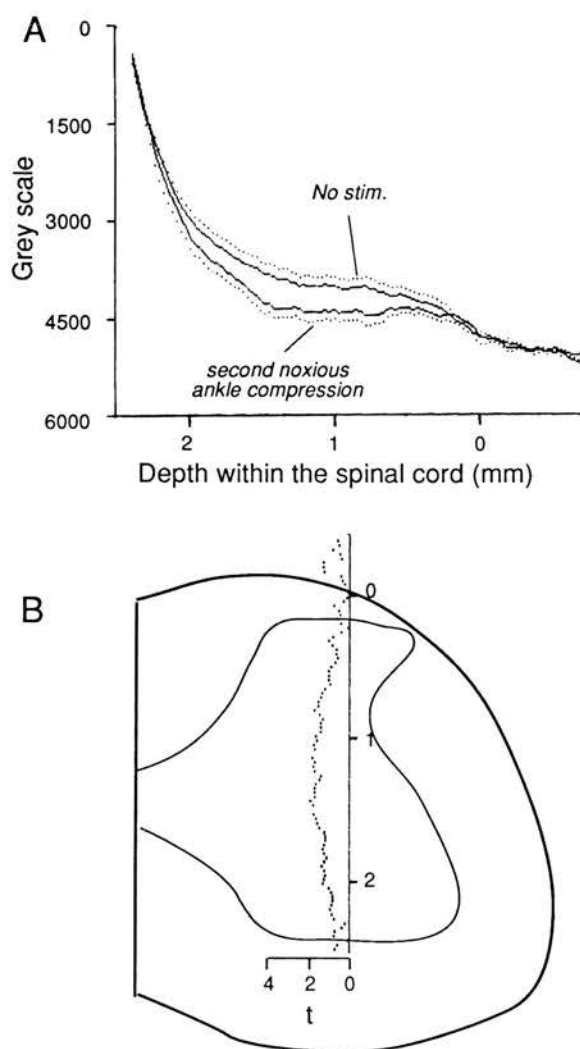 A
0
1500
3000
4500
6000
Grey scale
No stim.
second noxious
ankle compression
2 1 0
Depth within the spinal cord (mm)
B
0
1
2
4 2 0
t